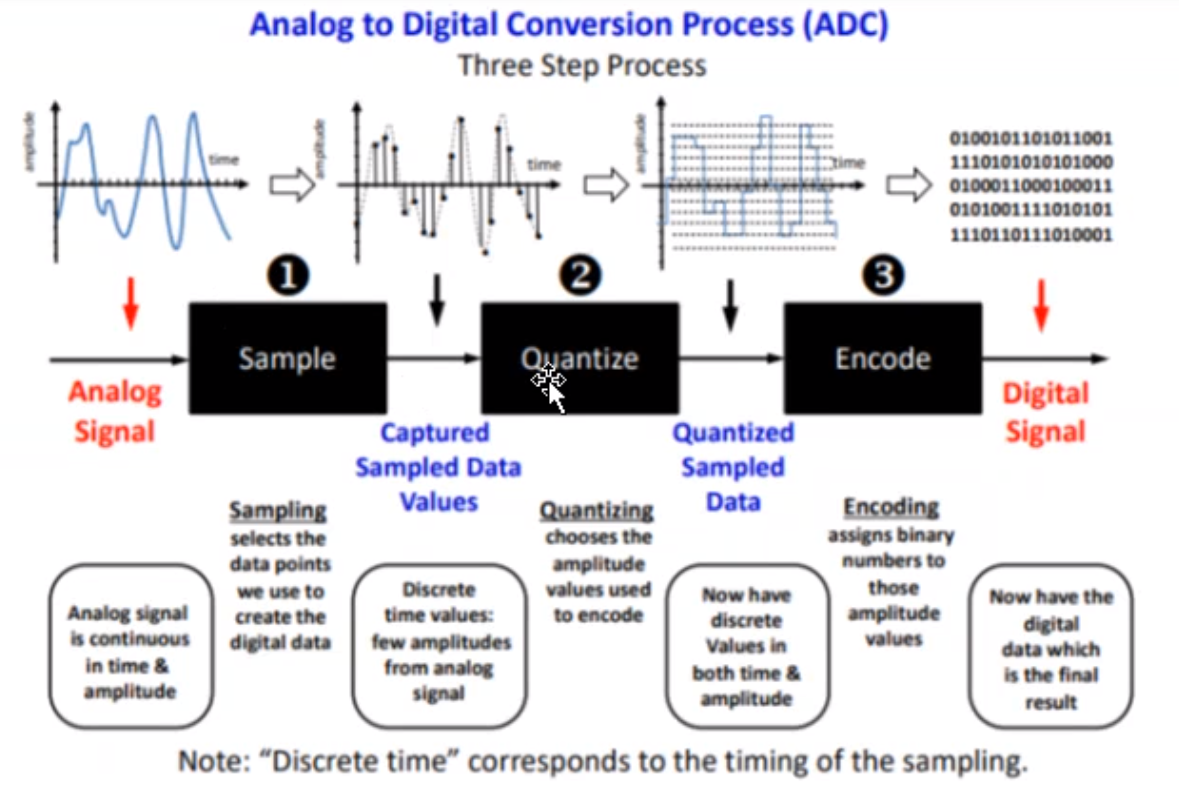 Analog to Digital Conversion Process (ADC)
Three Step Process
amplitude
time
amplitude
time
amplitude
time
0100101101011001
1110101010101000
0100011000100011
0101001111010101
1110110111010001
1
2
3
Sample
Quantize
Encode
Analog
Signal
Captured
Sampled Data
Values
Quantized
Sampled
Data
Digital
Signal
Analog signal
is continuous
in time &
amplitude
Sampling
selects the
data points
we use to
create the
digital data
Discrete
time values:
few amplitudes
from analog
signal
Quantizing
chooses the
amplitude
values used
to encode
Now have
discrete
Values in
both time &
amplitude
Encoding
assigns binary
numbers to
those
amplitude
values
Now have the
digital
data which
is the final
result
Note: “Discrete time” corresponds to the timing of the sampling.